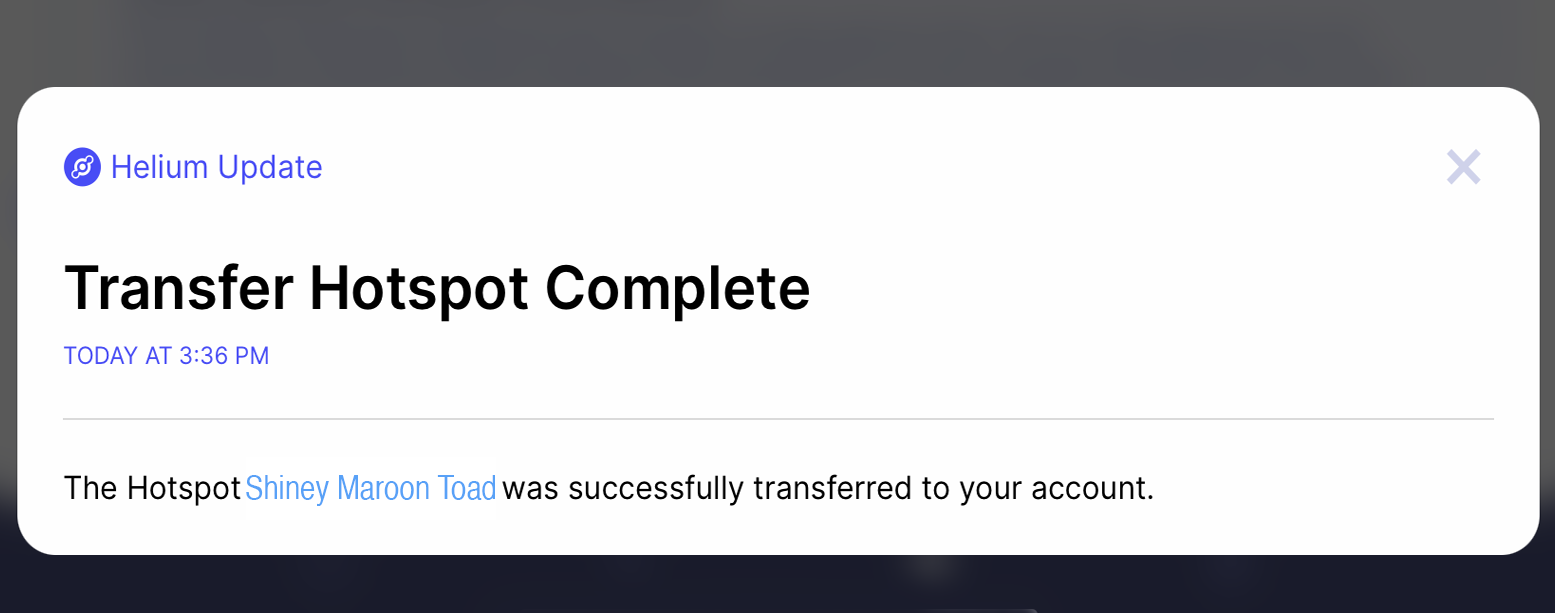 Helium Update
Transfer Hotspot Complete
TODAY AT 3:36 PM
The Hotspot Shiney Maroon Toad was successfully transferred to your account.